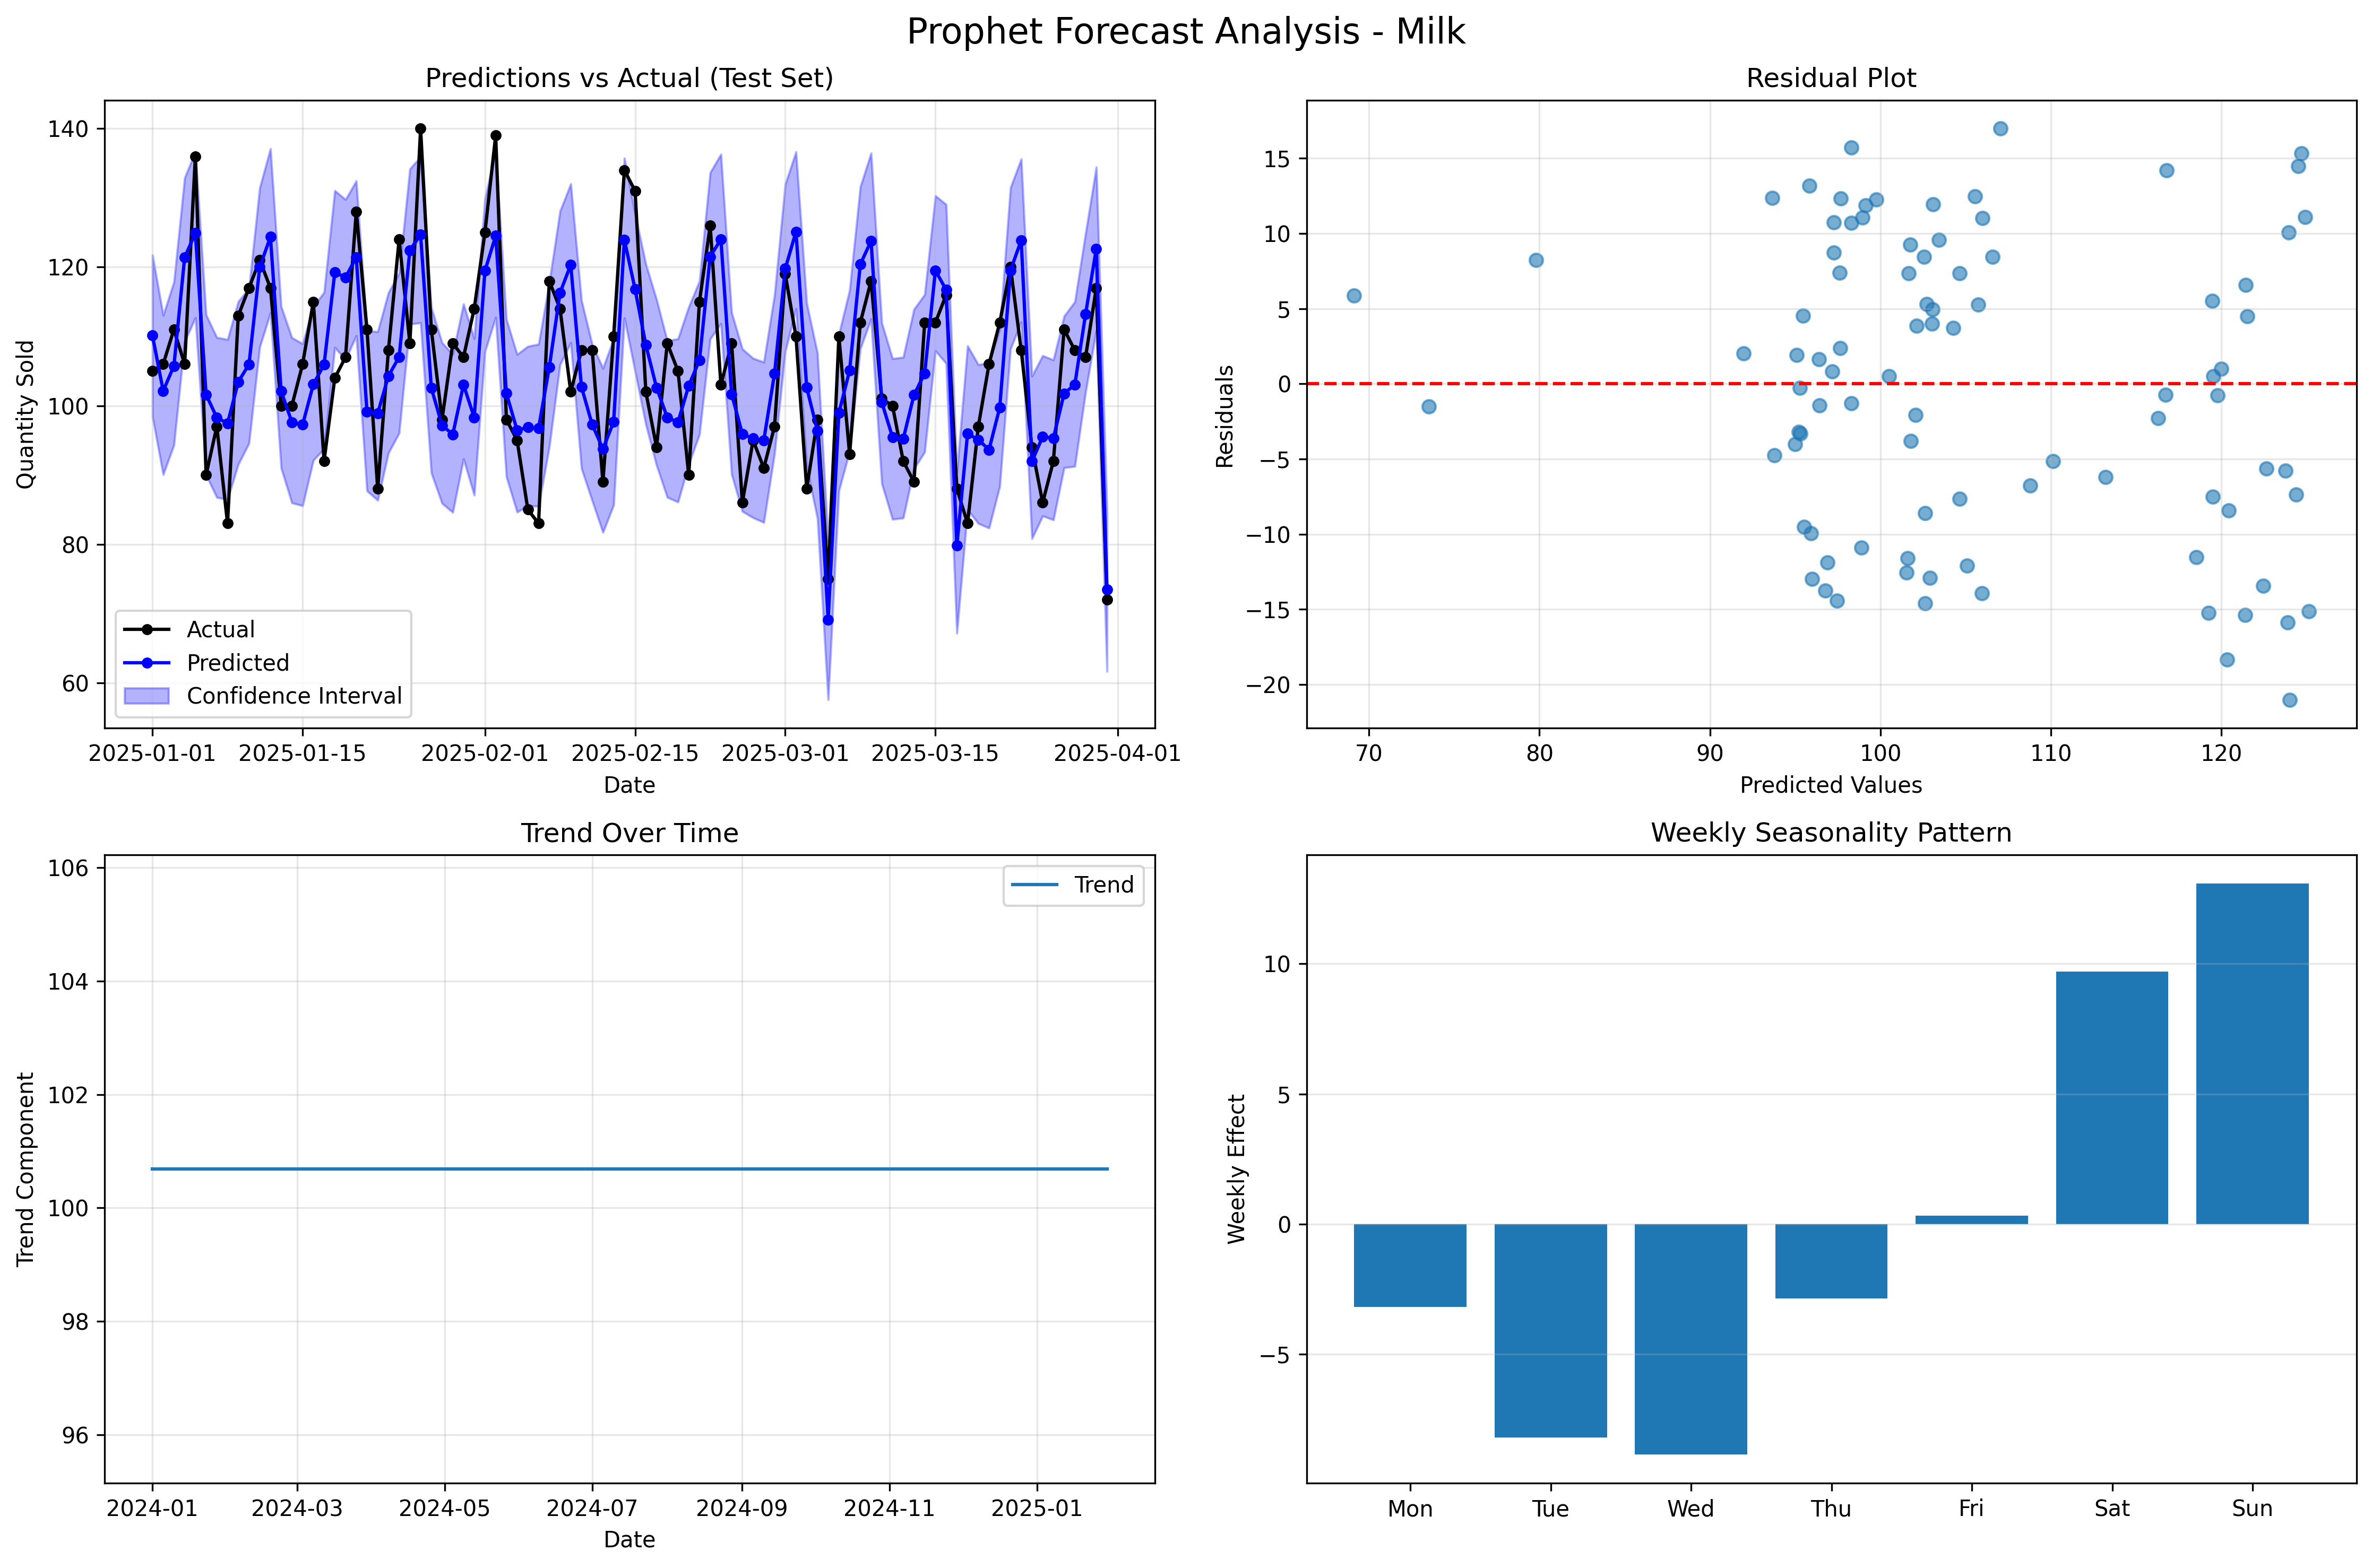 Prophet Forecast Analysis - Milk
Predictions vs Actual (Test Set)
Quantity Sold
140
120
100
80
60
Actual
Predicted
Confidence Interval
2025-01-01
2025-01-15
2025-02-01
2025-02-15
2025-03-01
2025-03-15
2025-04-01
Date
Residual Plot
Residuals
15
10
5
0
−5
−10
−15
−20
70
80
90
100
110
120
Predicted Values
Trend Over Time
Trend Component
106
104
102
100
98
96
Trend
2024-01
2024-03
2024-05
2024-07
2024-09
2024-11
2025-01
Date
Weekly Seasonality Pattern
Weekly Effect
10
5
0
−5
Mon
Tue
Wed
Thu
Fri
Sat
Sun